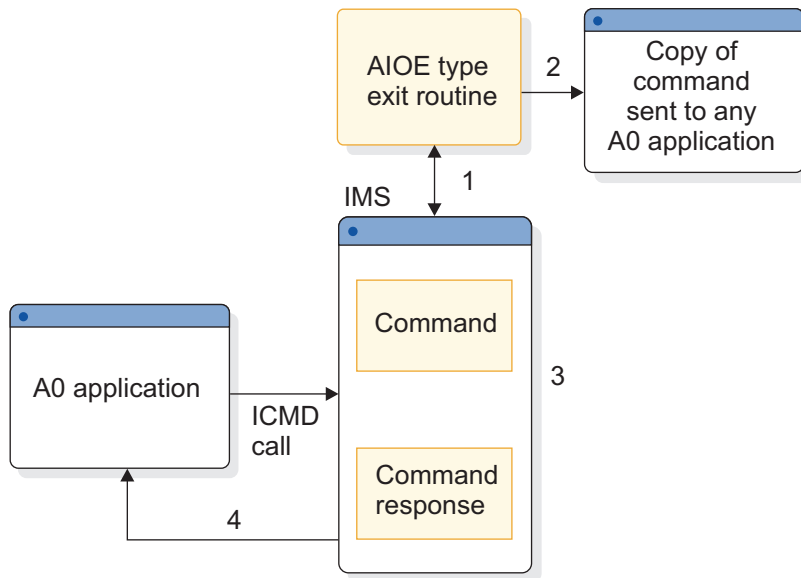 AIOE type
exit routine
2
Copy of
command
sent to any
A0 application
1
IMS
Command
3
A0 application
ICMD
call
Command
response
4